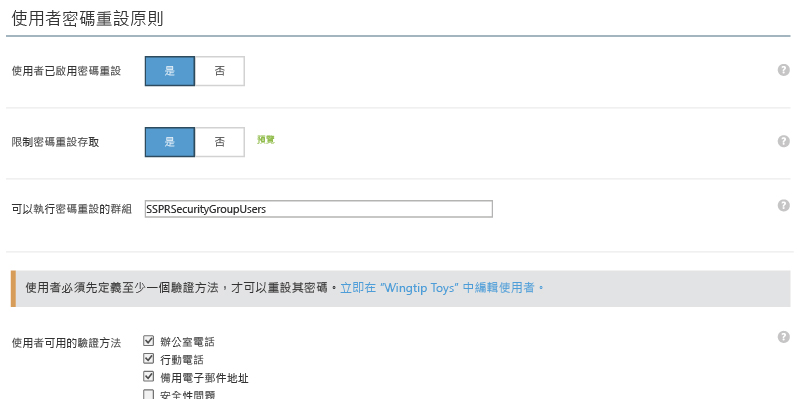 使用者密碼重設原則
使用者已啟用密碼重設 是 否 ?
限制密碼重設存取 是 否 預覽 ?
可以執行密碼重設的群組 SSPRSecurityGroupUsers ?
使用者必須先定義至少一個驗證方法，才可以重設其密碼。立即在 "Wingtip Toys" 中編輯使用者。
使用者可用的驗證方法 ?
辦公室電話
行動電話
備用電子郵件地址
安全性問題